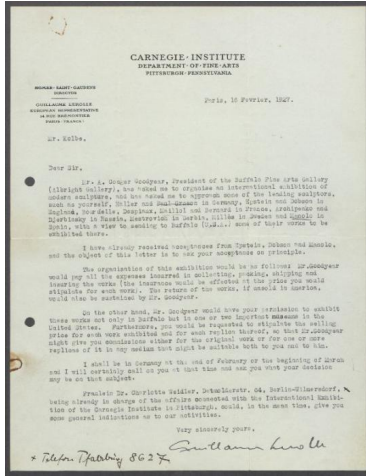 CARNEGIE · INSTITUTE
DEPARTMENT · OF · FINE · ARTS
PITTSBURGH · PENNSYLVANIA
HOMER · SAINT · GAUDENS
DIRECTOR
GUILLAUME LEROLLE
EUROPEAN REPRESENTATIVE
PARIS · FRANCE
Paris, 10 Fevrier, 1927.
Mr. Kolbe.
Dear Sir,
Mr. A. Conger Goodyear, President of the Buffalo Fine Arts Gallery
(Albright Gallery), has asked me to organize an international exhibition of
modern sculpture, and has asked me to approach some of the leading sculptors,
such as yourself, Haller and in Germany, Epstein and Dobson in
England, Bourdelle, Despiau, Maillol and Bernard in France, Archipenko and
in Russia, Mestrovich in Serbia, Milles in Sweden and Manolo in
Spain, with a view to sending to Buffalo (U.S.A.) some of their works to be
exhibited there.
I have already received acceptances from Epstein, Dobson and Manolo,
and the object of this letter is to ask your acceptance on principle.
The organisation of this exhibition would be as follows Mr. Goodyear
would pay all the expenses incurred in collecting, packing, shipping and
insuring the works (the insurance would be effected at the price you would
stipulate for each work). The return of the works, if unsold in America,
would also be sustained by Mr. Goodyear.
On the other hand, Mr. Goodyear would have your permission to exhibit
these works not only in Buffalo but in one or two important museums in the
United States. Furthermore, you would be requested to stipulate the selling
price for each work exhibited and for each replica thereof, so that Mr. Goodyear
might give you commissions either for the original work or for one or more
replicas of it in any medium that might be suitable both to you and to him.
I shall be in Germany at the end of February or the beginning of March
and I will certainly call on you at that time and ask you what your decision
may be on that subject.
Fraulein Dr. Charlotte Weidler, Detmolderstr. 64, Berlin-Wilmersdorf, x
being already in charge of the affairs connected with the International Exhibi-
tion of the Carnegie Institute in Pittsburgh, could, in the mean time, give you
some general indications as to our activities.
Very sincerely yours,
Guillaume Lerolle
x Telefon Pfalzburg 8627